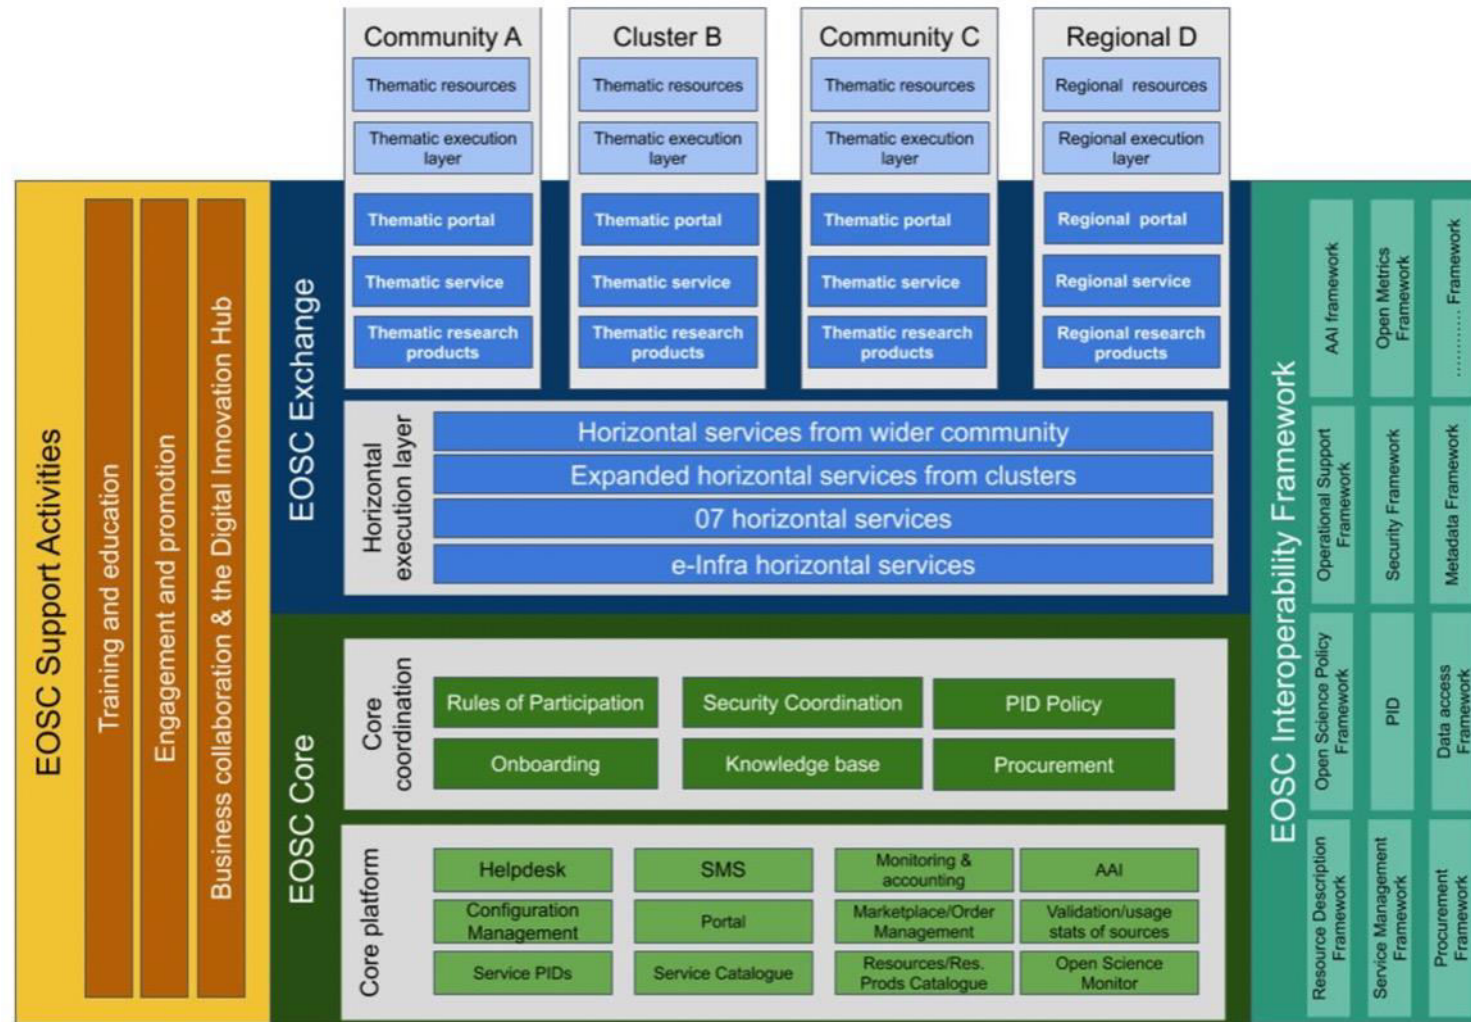 Community A
Thematic resources
Thematic execution
layer
Thematic portal
Thematic service
Thematic research
products
Cluster B
Thematic resources
Thematic execution
layer
Thematic portal
Thematic service
Thematic research
products
Community C
Thematic resources
Thematic execution
layer
Thematic portal
Thematic service
Thematic research
products
Regional D
Regional resources
Regional execution
layer
Regional portal
Regional service
Regional research
products
EOSC Support Activities
Training and education
Engagement and promotion
Business collaboration & the Digital Innovation Hub
EOSC Exchange
Horizontal
execution layer
Horizontal services from wider community
Expanded horizontal services from clusters
07 horizontal services
e-Infra horizontal services
EOSC Core
Core
coordination
Rules of Participation
Security Coordination
PID Policy
Onboarding
Knowledge base
Procurement
Core platform
Helpdesk
SMS
Monitoring &
accounting
AAI
Configuration
Management
Portal
Marketplace/Order
Management
Validation/usage
stats of sources
Service PIDs
Service Catalogue
Resources/Res.
Prods Catalogue
Open Science
Monitor
EOSC Interoperability Framework
AAI framework
Open Metrics
Framework
............ Framework
Operational Support
Framework
Security Framework
Metadata Framework
Open Science Policy
Framework
PID
Data access
Framework
Resource Description
Framework
Service Management
Framework
Procurement
Framework